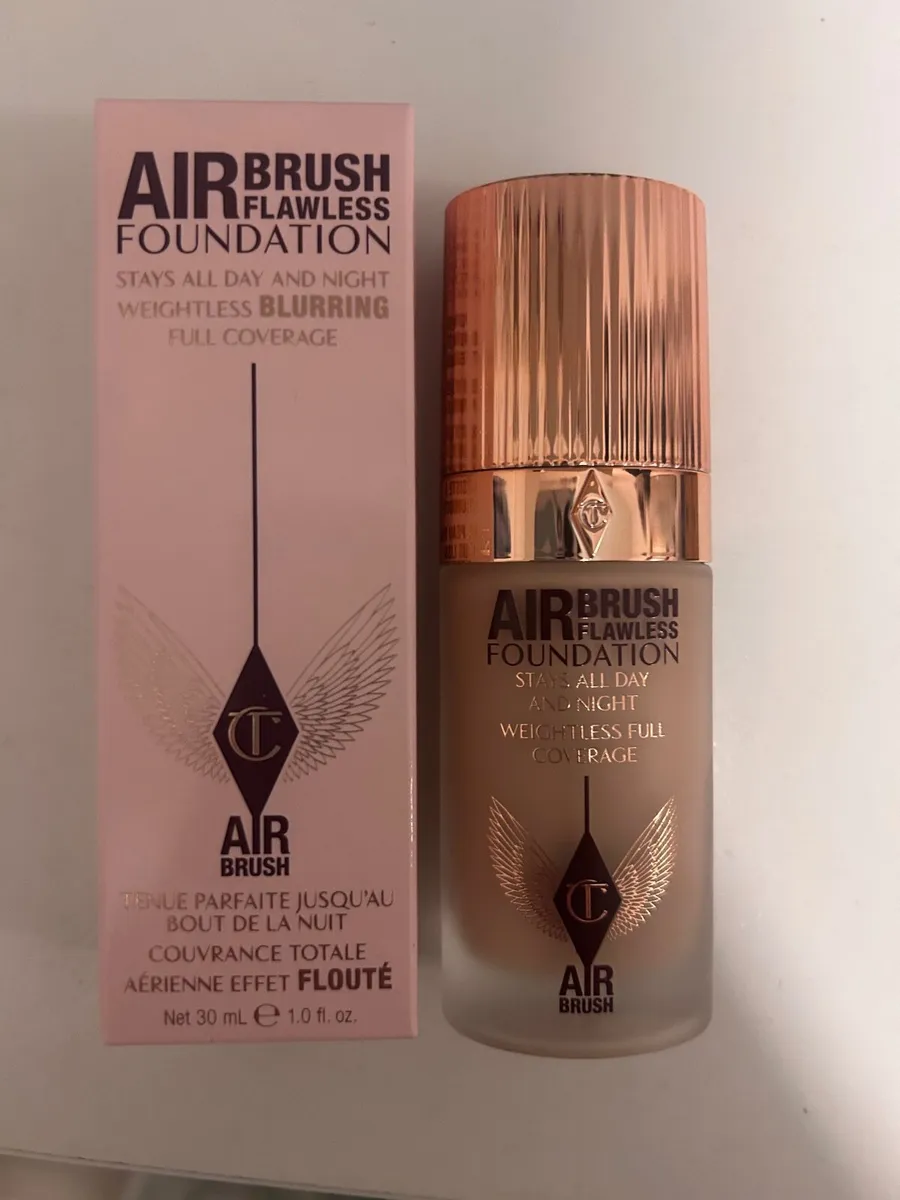 AIRBRUSH
FLAWLESS
FOUNDATION
STAYS ALL DAY AND NIGHT
WEIGHTLESS BLURRING
FULL COVERAGE
CT
AIR
BRUSH
TENUE PARFAITE JUSQU'AU
BOUT DE LA NUIT
COUVRANCE TOTALE
AÉRIENNE EFFET FLOUTÉ
Net 30 mL e 1.0 fl. oz.
CT
AIRBRUSH
FLAWLESS
FOUNDATION
STAYS ALL DAY
AND NIGHT
WEIGHTLESS FULL
COVERAGE
CT
AIR
BRUSH